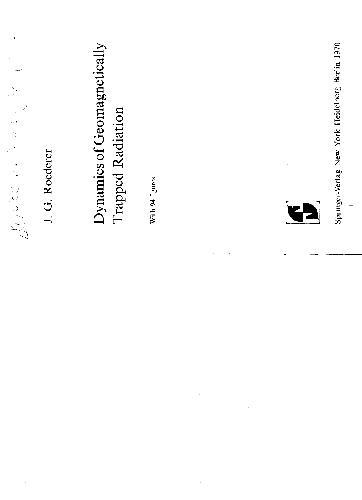 J. G. Roederer
Dynamics of Geomagnetically
Trapped Radiation
With 94 Figures
Springer-Verlag New York Heidelberg Berlin 1970